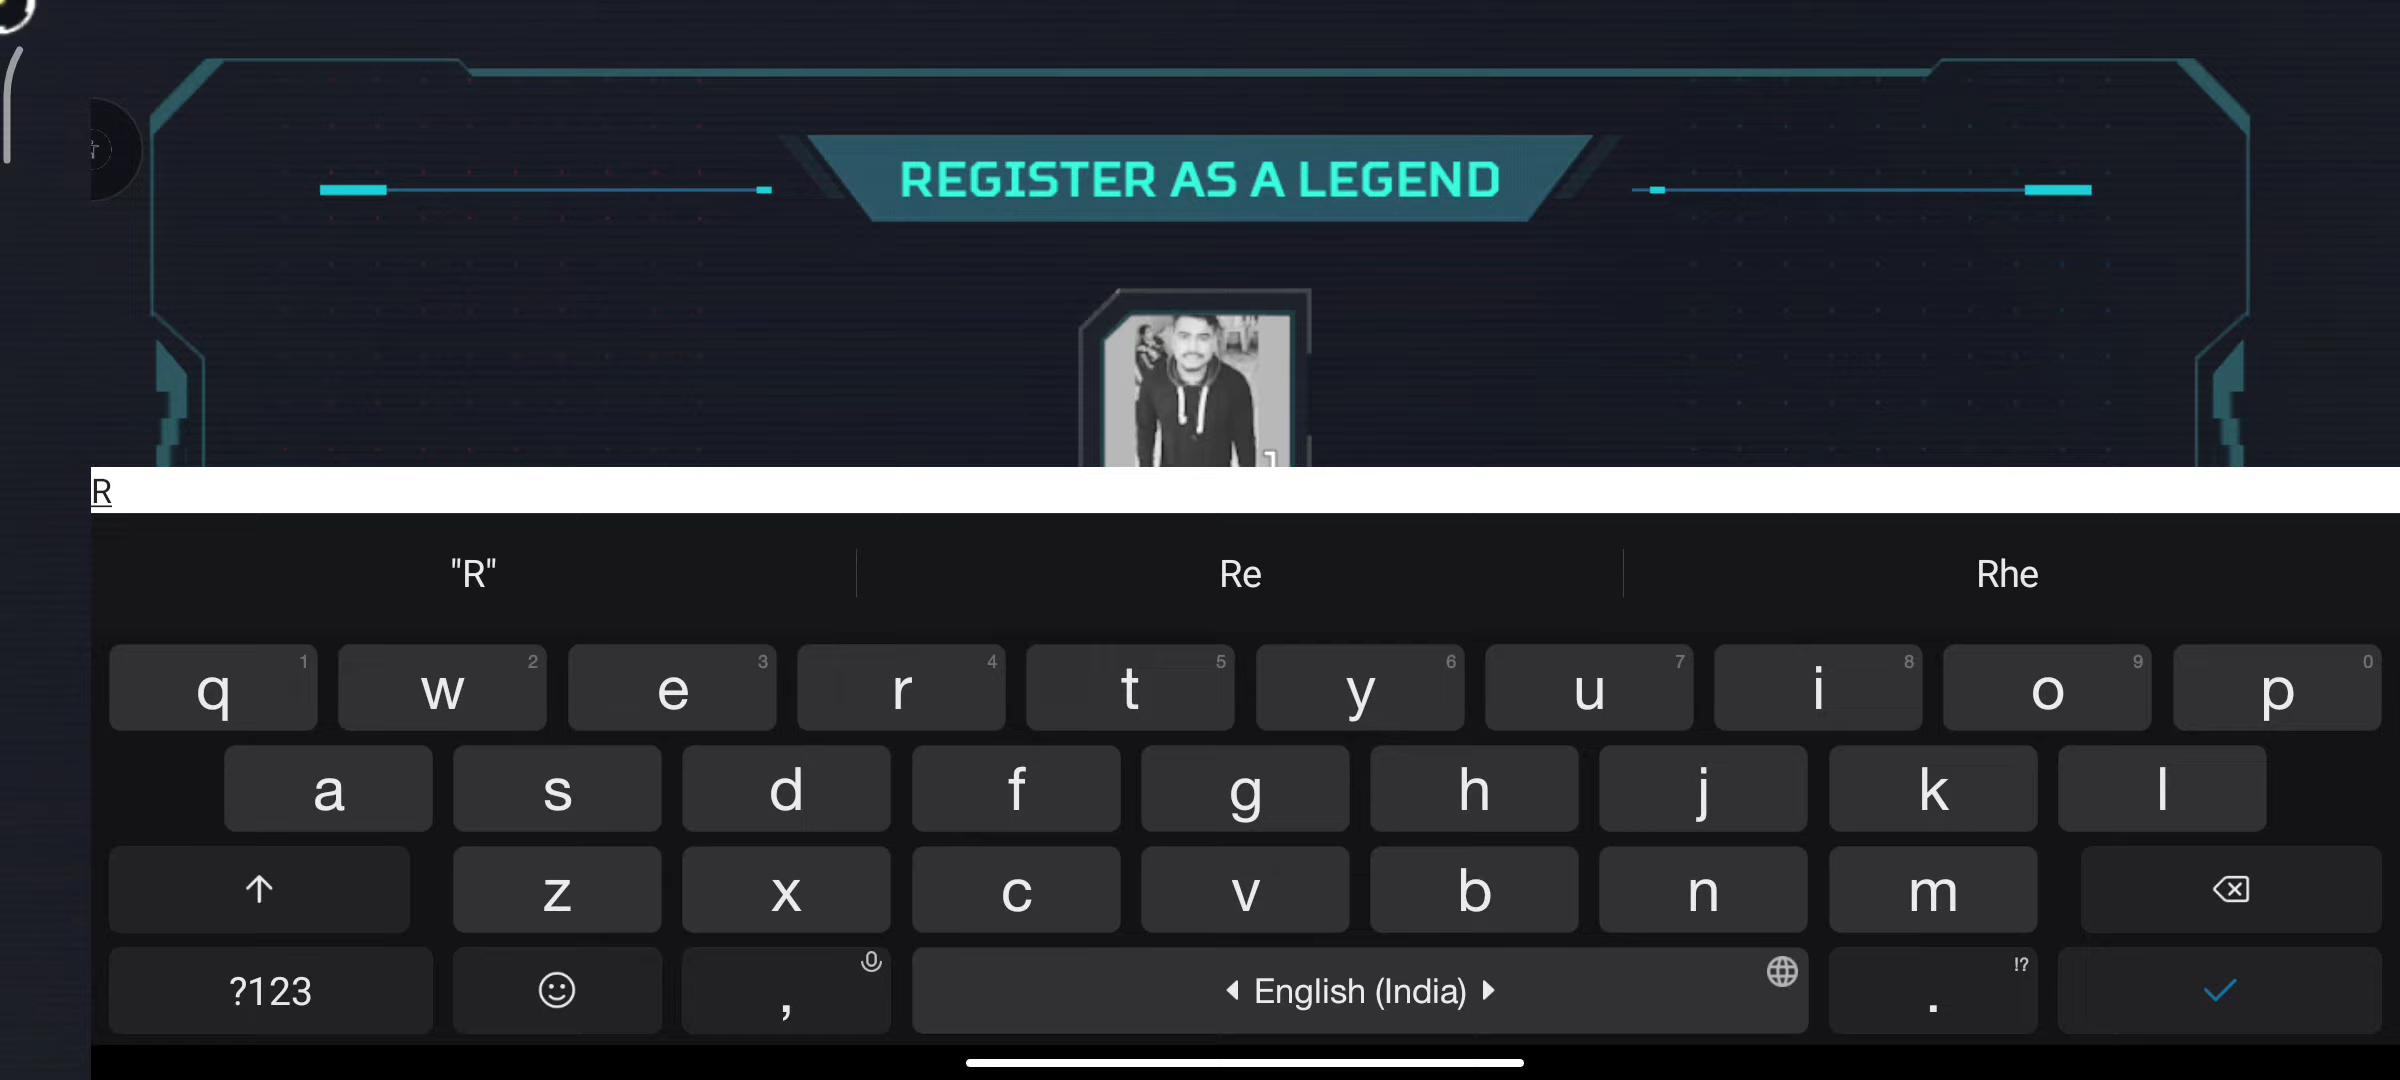 REGISTER AS A LEGEND
R
"R" Re Rhe
q 1 w 2 e 3 r 4 t 5 y 6 u 7 i 8 o 9 p 0
a s d f g h j k l
z x c v b n m
?123 , English (India) . !?